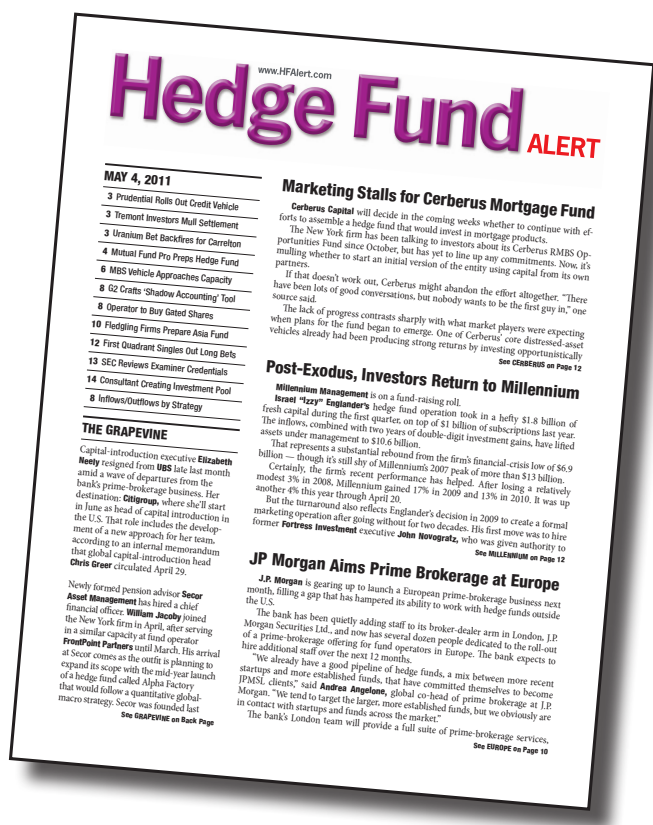 www.HFAlert.com
Hedge Fund
ALERT
MAY 4, 2011
3 Prudential Rolls Out Credit Vehicle
3 Tremont Investors Mull Settlement
3 Uranium Bet Backfires for Carrelton
4 Mutual Fund Pro Preps Hedge Fund
6 MBS Vehicle Approaches Capacity
8 G2 Crafts ‘Shadow Accounting’ Tool
8 Operator to Buy Gated Shares
10 Fledgling Firms Prepare Asia Fund
12 First Quadrant Singles Out Long Bets
13 SEC Reviews Examiner Credentials
14 Consultant Creating Investment Pool
8 Inflows/Outflows by Strategy
THE GRAPEVINE
Capital-introduction executive Elizabeth
Neely resigned from UBS late last month
amid a wave of departures from the
bank’s prime-brokerage business. Her
destination: Citigroup, where she’ll start
in June as head of capital introduction in
the U.S. That role includes the develop-
ment of a new approach for her team,
according to an internal memorandum
that global capital-introduction head
Chris Greer circulated April 29.
Newly formed pension advisor Secor
Asset Management has hired a chief
financial officer. William Jacoby joined
the New York firm in April, after serving
in a similar capacity at fund operator
FrontPoint Partners until March. His arrival
at Secor comes as the outfit is planning to
expand its scope with the mid-year launch
of a hedge fund called Alpha Factory
that would follow a quantitative global-
macro strategy. Secor was founded last
See GRAPEVINE on Back Page
Marketing Stalls for Cerberus Mortgage Fund
Cerberus Capital will decide in the coming weeks whether to continue with ef-
forts to assemble a hedge fund that would invest in mortgage products.
The New York firm has been talking to investors about its Cerberus RMBS Op-
portunities Fund since October, but has yet to line up any commitments. Now, it’s
mulling whether to start an initial version of the entity using capital from its own
partners.
If that doesn’t work out, Cerberus might abandon the effort altogether. “There
have been lots of good conversations, but nobody wants to be the first guy in,” one
source said.
The lack of progress contrasts sharply with what market players were expecting
when plans for the fund began to emerge. One of Cerberus’ core distressed-asset
vehicles already had been producing strong returns by investing opportunistically
See CERBERUS on Page 12
Post-Exodus, Investors Return to Millennium
Millennium Management is on a fund-raising roll.
Israel “Izzy” Englander’s hedge fund operation took in a hefty $1.8 billion of
fresh capital during the first quarter, on top of $1 billion of subscriptions last year.
The inflows, combined with two years of double-digit investment gains, have lifted
assets under management to $10.6 billion.
That represents a substantial rebound from the firm’s financial-crisis low of $6.9
billion — though it’s still shy of Millennium’s 2007 peak of more than $13 billion.
Certainly, the firm’s recent performance has helped. After losing a relatively
modest 3% in 2008, Millennium gained 17% in 2009 and 13% in 2010. It was up
another 4% this year through April 20.
But the turnaround also reflects Englander’s decision in 2009 to create a formal
marketing operation after going without for two decades. His first move was to hire
former Fortress Investment executive John Novogratz, who was given authority to
See MILLENNIUM on Page 12
JP Morgan Aims Prime Brokerage at Europe
J.P. Morgan is gearing up to launch a European prime-brokerage business next
month, filling a gap that has hampered its ability to work with hedge funds outside
the U.S.
The bank has been quietly adding staff to its broker-dealer arm in London, J.P.
Morgan Securities Ltd., and now has several dozen people dedicated to the roll-out
of a prime-brokerage offering for fund operators in Europe. The bank expects to
hire additional staff over the next 12 months.
“We already have a good pipeline of hedge funds, a mix between more recent
startups and more established funds, that have committed themselves to become
JPMSL clients,” said Andrea Angelone, global co-head of prime brokerage at J.P.
Morgan. “We tend to target the larger, more established funds, but we obviously are
in contact with startups and funds across the market.”
The bank’s London team will provide a full suite of prime-brokerage services,
See EUROPE on Page 10